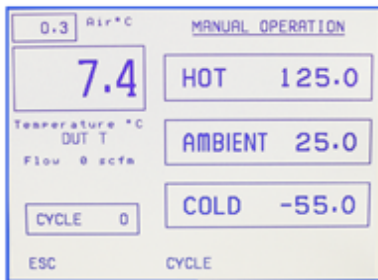 0.3 Air°C
7.4
Temperature °C
DUT T
Flow 0 scfm
CYCLE 0
ESC
MANUAL OPERATION
HOT 125.0
AMBIENT 25.0
COLD -55.0
CYCLE